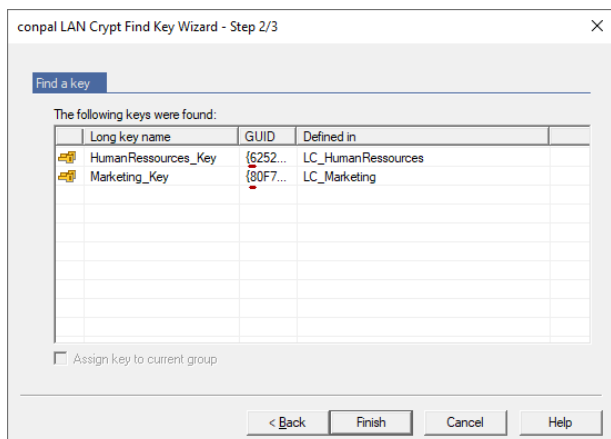 conpal LAN Crypt Find Key Wizard - Step 2/3
Find a key
The following keys were found:
Long key name GUID Defined in
HumanRessources_Key {6252... LC_HumanRessources
Marketing_Key {80F7... LC_Marketing
Assign key to current group
< Back Finish Cancel Help